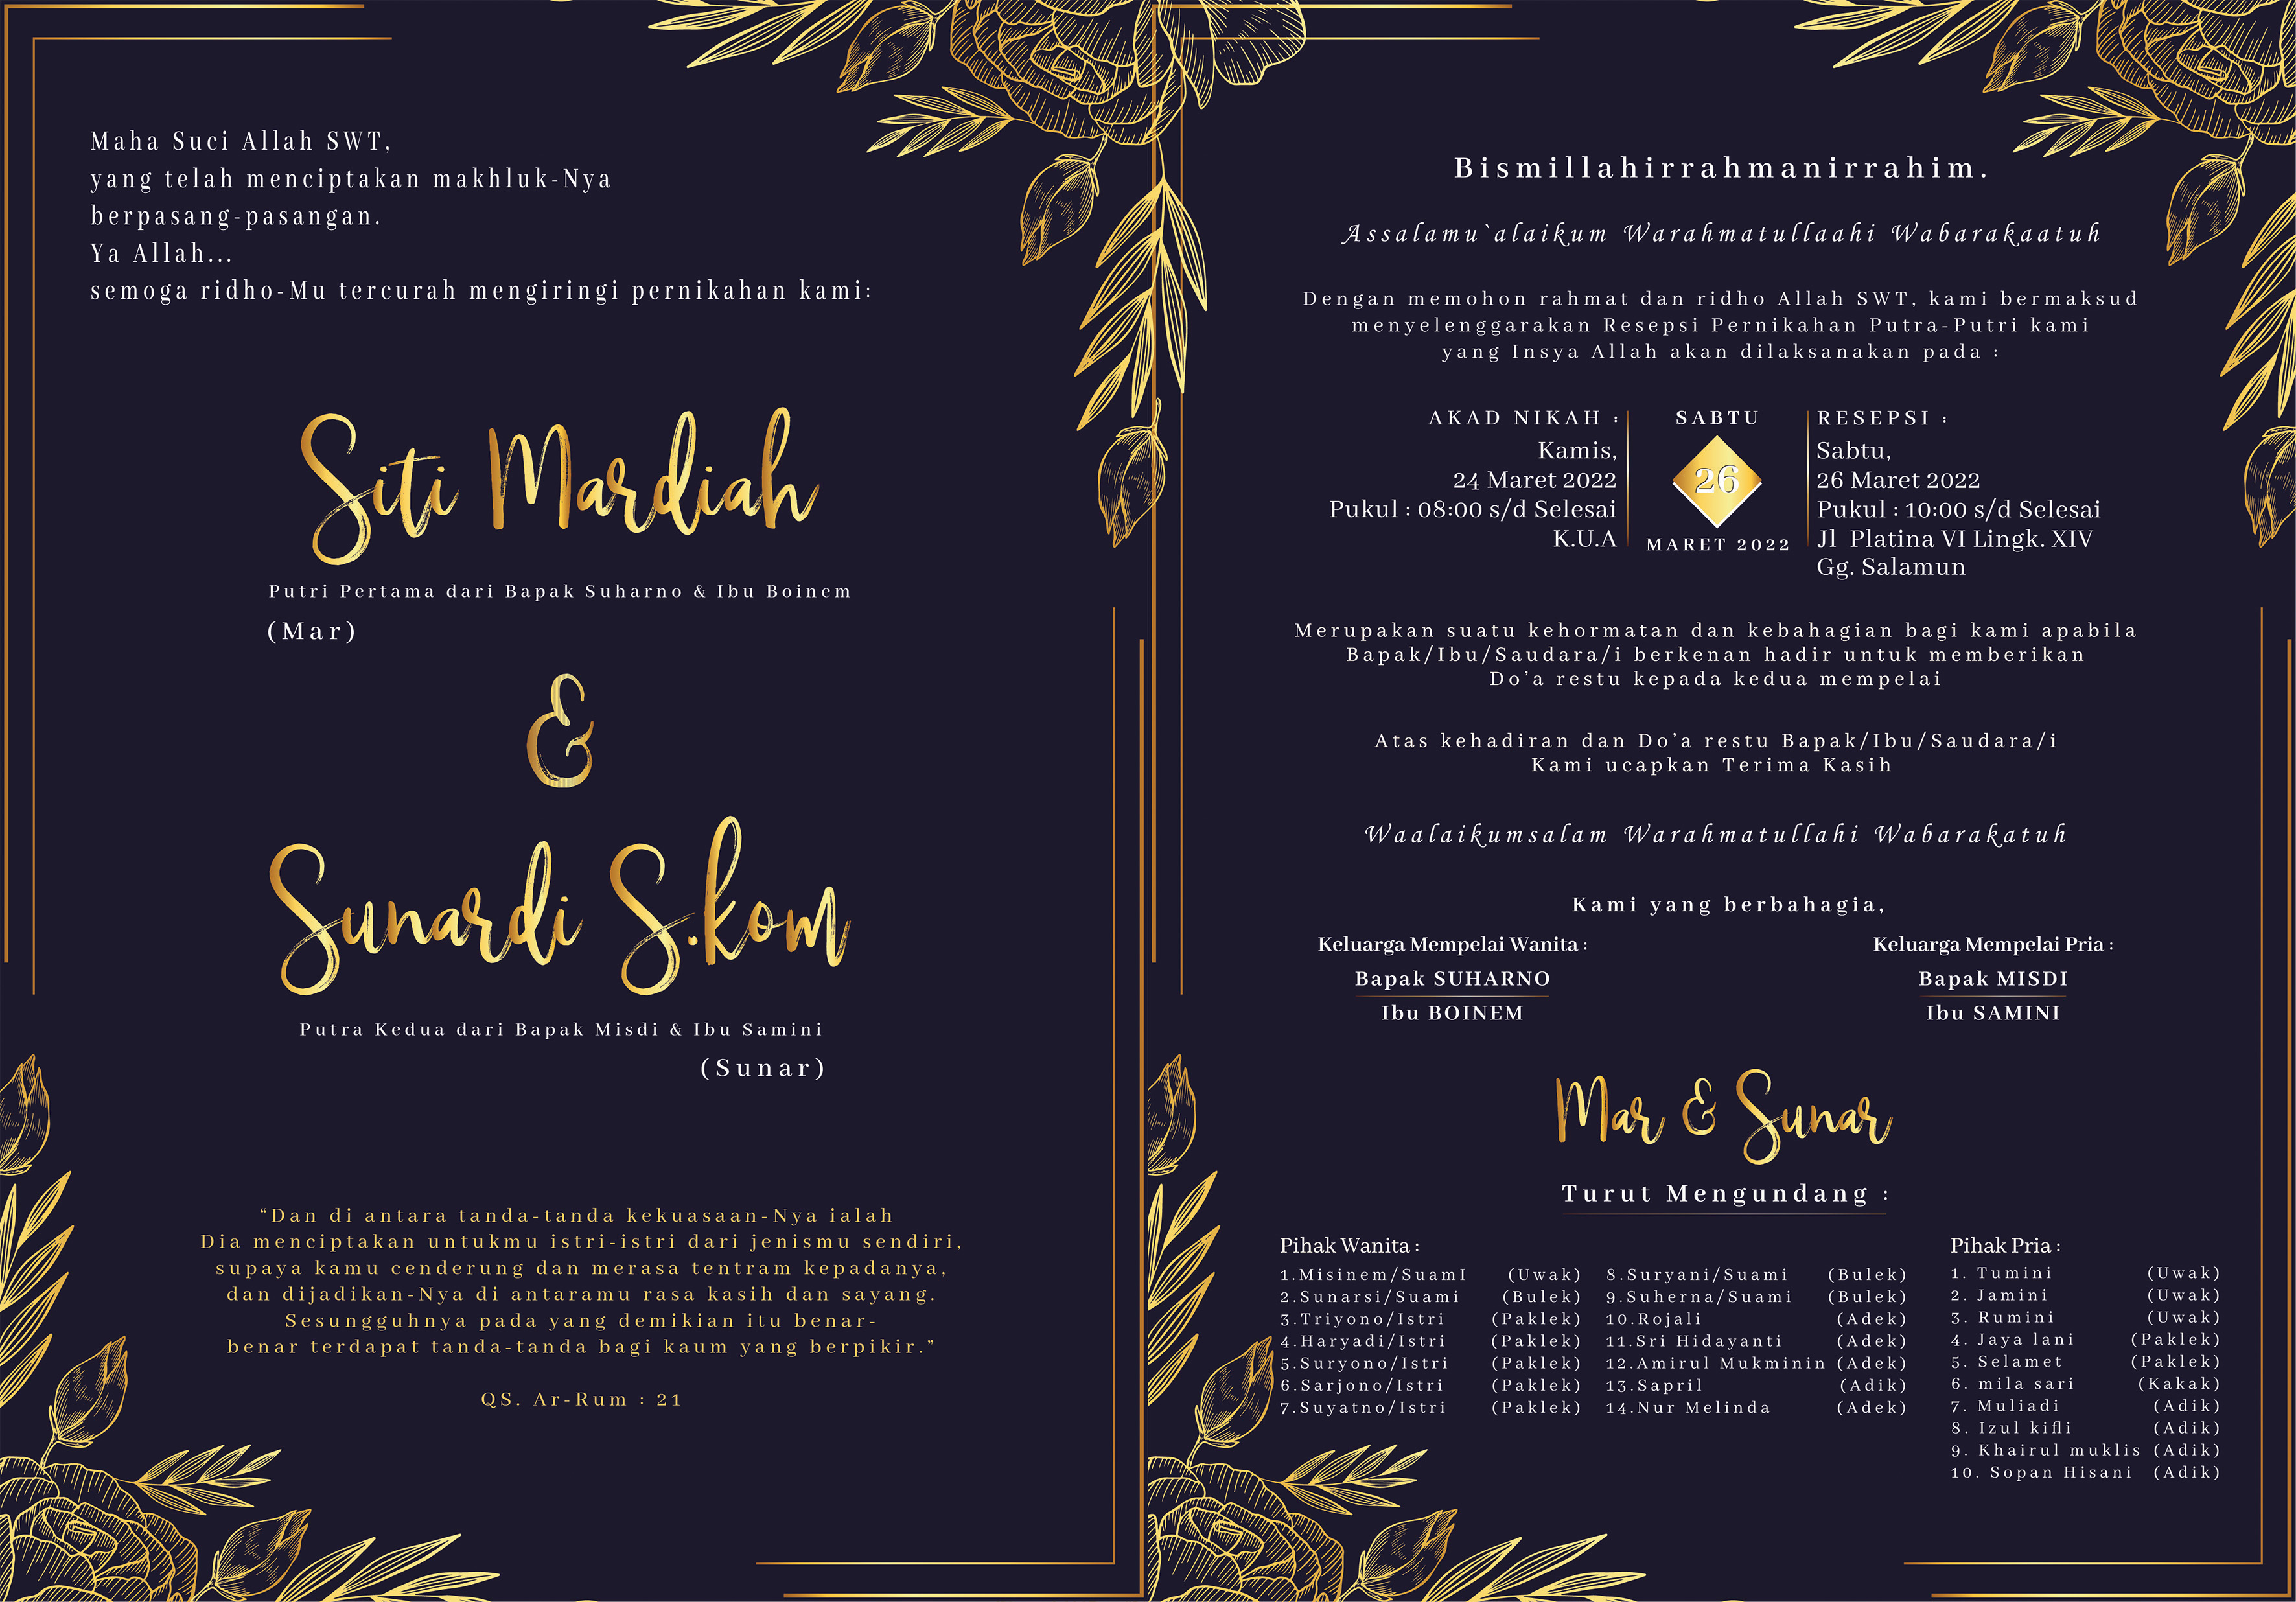 Maha Suci Allah SWT,
yang telah menciptakan makhluk-Nya
berpasang-pasangan.
Ya Allah...
semoga ridho-Mu tercurah mengiringi pernikahan kami:
Siti Mardiah
Putri Pertama dari Bapak Suharno & Ibu Boinem
(Mar)
&
Sunardi S.kom
Putra Kedua dari Bapak Misdi & Ibu Samini
(Sunar)
“Dan di antara tanda-tanda kekuasaan-Nya ialah
Dia menciptakan untukmu istri-istri dari jenismu sendiri,
supaya kamu cenderung dan merasa tentram kepadanya,
dan dijadikan-Nya di antaramu rasa kasih dan sayang.
Sesungguhnya pada yang demikian itu benar-
benar terdapat tanda-tanda bagi kaum yang berpikir.”
QS. Ar-Rum : 21
Bismillahirrahmanirrahim.
Assalamu`alaikum Warahmatullaahi Wabarakaatuh
Dengan memohon rahmat dan ridho Allah SWT, kami bermaksud
menyelenggarakan Resepsi Pernikahan Putra-Putri kami
yang Insya Allah akan dilaksanakan pada :
AKAD NIKAH :
Kamis,
24 Maret 2022
Pukul : 08:00 s/d Selesai
K.U.A
SABTU
26
MARET 2022
RESEPSI :
Sabtu,
26 Maret 2022
Pukul : 10:00 s/d Selesai
Jl Platina VI Lingk. XIV
Gg. Salamun
Merupakan suatu kehormatan dan kebahagian bagi kami apabila
Bapak/Ibu/Saudara/i berkenan hadir untuk memberikan
Do’a restu kepada kedua mempelai
Atas kehadiran dan Do’a restu Bapak/Ibu/Saudara/i
Kami ucapkan Terima Kasih
Waalaikumsalam Warahmatullahi Wabarakatuh
Kami yang berbahagia,
Keluarga Mempelai Wanita :
Bapak SUHARNO
Ibu BOINEM
Keluarga Mempelai Pria :
Bapak MISDI
Ibu SAMINI
Mar & Sunar
Turut Mengundang :
Pihak Wanita :
1.Misinem/SuamI (Uwak)
2.Sunarsi/Suami (Bulek)
3.Triyono/Istri (Paklek)
4.Haryadi/Istri (Paklek)
5.Suryono/Istri (Paklek)
6.Sarjono/Istri (Paklek)
7.Suyatno/Istri (Paklek)
8.Suryani/Suami (Bulek)
9.Suherna/Suami (Bulek)
10.Rojali (Adek)
11.Sri Hidayanti (Adek)
12.Amirul Mukminin (Adek)
13.Sapril (Adik)
14.Nur Melinda (Adek)
Pihak Pria :
1. Tumini (Uwak)
2. Jamini (Uwak)
3. Rumini (Uwak)
4. Jaya lani (Paklek)
5. Selamet (Paklek)
6. mila sari (Kakak)
7. Muliadi (Adik)
8. Izul kifli (Adik)
9. Khairul muklis (Adik)
10. Sopan Hisani (Adik)